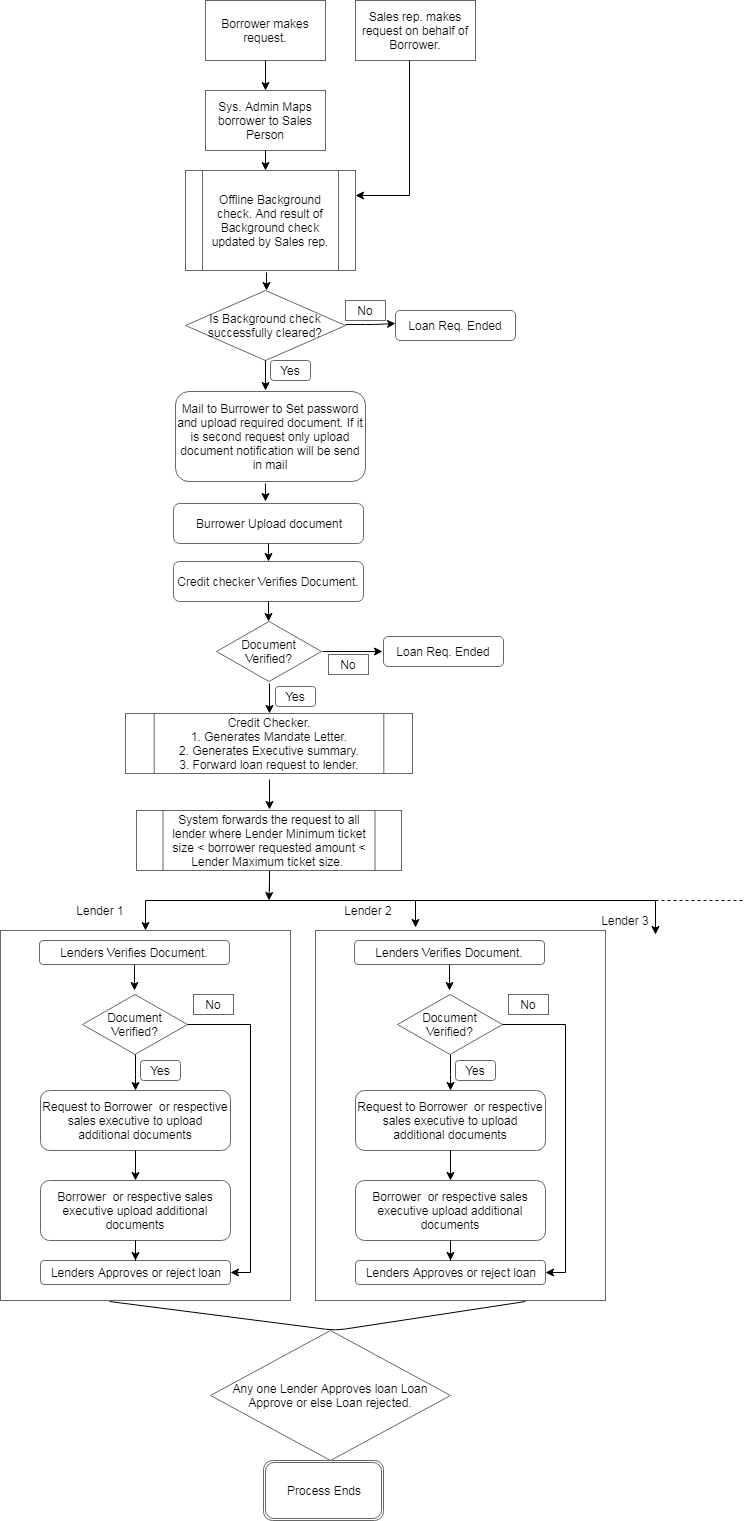 Borrower makes
request.
Sales rep. makes
request on behalf of
Borrower.
Sys. Admin Maps
borrower to Sales
Person
Offline Background
check. And result of
Background check
updated by Sales rep.
Is Background check
successfully cleared?
No
Loan Req. Ended
Yes
Mail to Burrower to Set password
and upload required document. If it
is second request only upload
document notification will be send
in mail
Burrower Upload document
Credit checker Verifies Document.
Document
Verified?
No
Loan Req. Ended
Yes
Credit Checker.
1. Generates Mandate Letter.
2. Generates Executive summary.
3. Forward loan request to lender.
System forwards the request to all
lender where Lender Minimum ticket
size < borrower requested amount <
Lender Maximum ticket size.
Lender 1
Lender 2
Lender 3
Lenders Verifies Document.
Document
Verified?
No
Yes
Request to Borrower  or respective
sales executive to upload
additional documents
Borrower  or respective sales
executive upload additional
documents
Lenders Approves or reject loan
Lenders Verifies Document.
Document
Verified?
No
Yes
Request to Borrower  or respective
sales executive to upload
additional documents
Borrower  or respective sales
executive upload additional
documents
Lenders Approves or reject loan
Any one Lender Approves loan Loan
Approve or else Loan rejected.
Process Ends